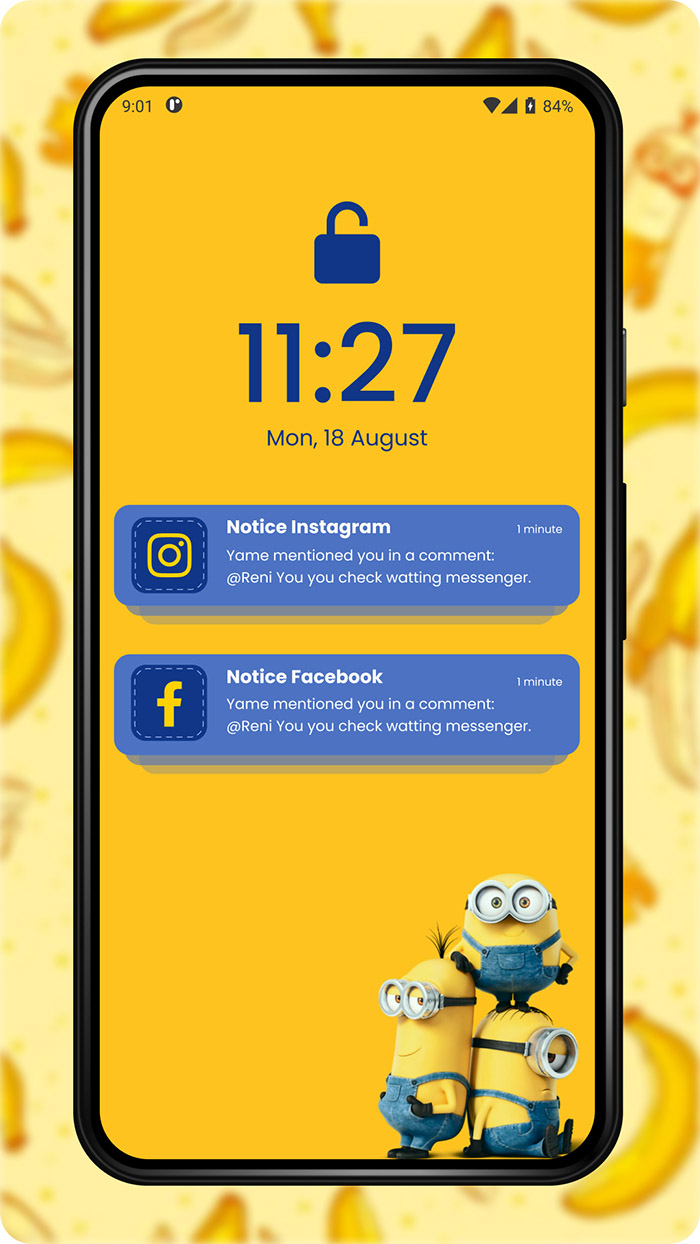 9:01 84%
11:27
Mon, 18 August
Notice Instagram 1 minute
Yame mentioned you in a comment:
@Reni You you check watting messenger.
Notice Facebook 1 minute
Yame mentioned you in a comment:
@Reni You you check watting messenger.